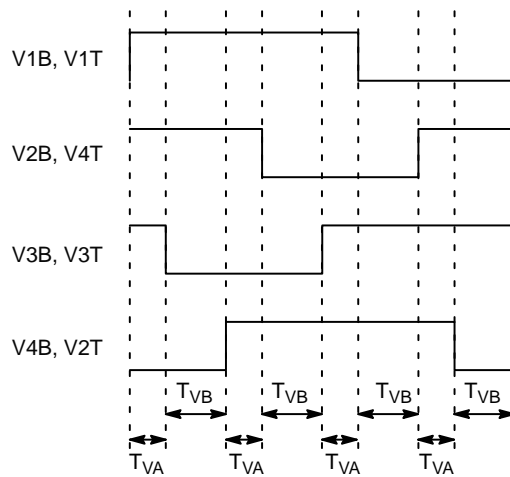 V1B, V1T
V2B, V4T
V3B, V3T
V4B, V2T
TVB TVB TVB TVB
TVA TVA TVA TVA